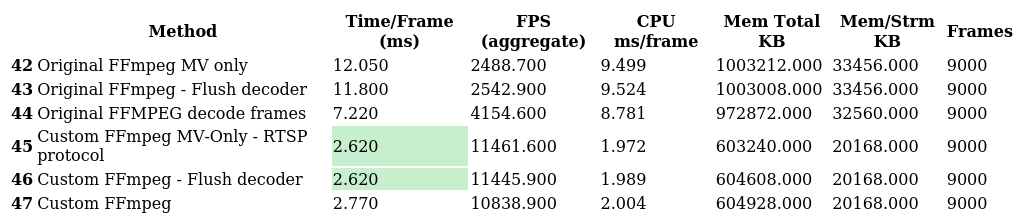 Method Time/Frame (ms) FPS (aggregate) CPU ms/frame Mem Total KB Mem/Strm KB Frames
42 Original FFmpeg MV only 12.050 2488.700 9.499 1003212.000 33456.000 9000
43 Original FFmpeg - Flush decoder 11.800 2542.900 9.524 1003008.000 33456.000 9000
44 Original FFMPEG decode frames 7.220 4154.600 8.781 972872.000 32560.000 9000
45 Custom FFmpeg MV-Only - RTSP protocol 2.620 11461.600 1.972 603240.000 20168.000 9000
46 Custom FFmpeg - Flush decoder 2.620 11445.900 1.989 604608.000 20168.000 9000
47 Custom FFmpeg 2.770 10838.900 2.004 604928.000 20168.000 9000